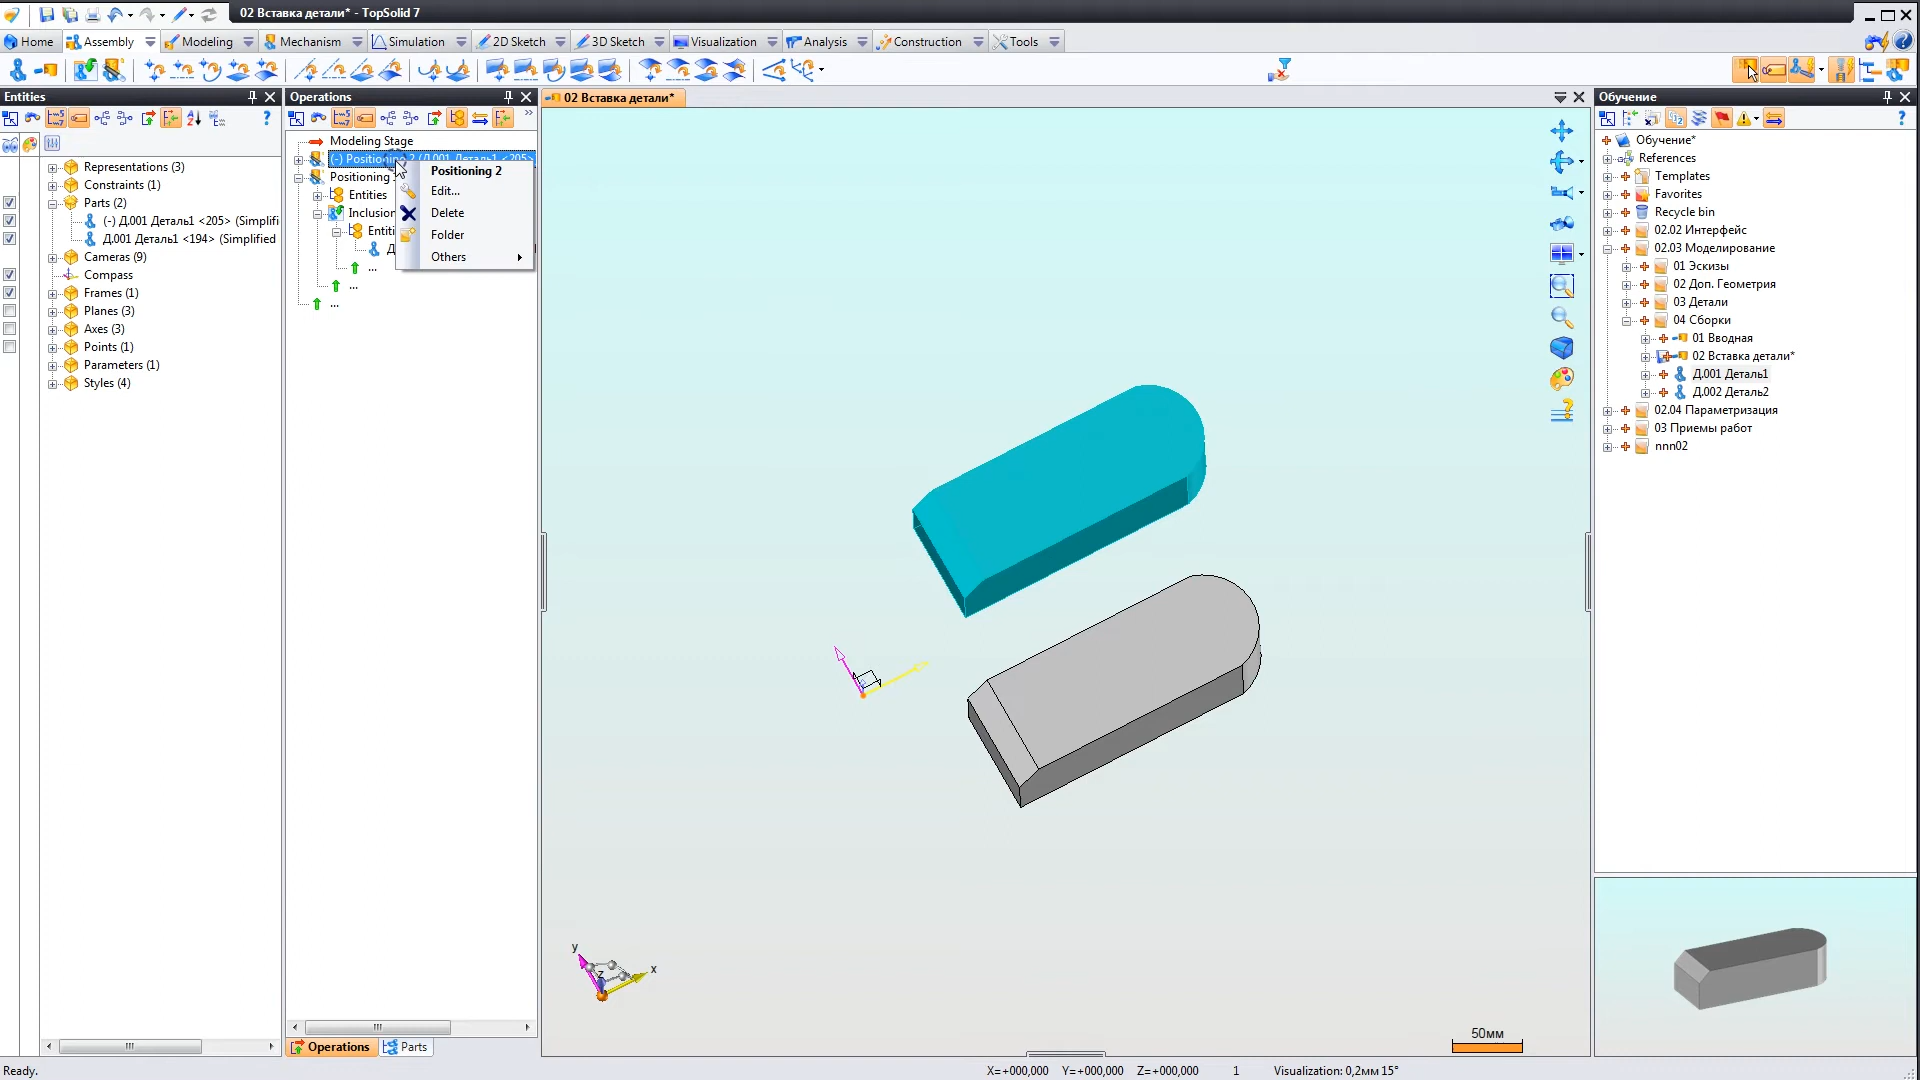 02 Вставка детали* - TopSolid 7
Home
Assembly
Modeling
Mechanism
Simulation
2D Sketch
3D Sketch
Visualization
Analysis
Construction
Tools
Entities
Representations (3)
Constraints (1)
Parts (2)
(-) Д.001 Деталь1 <205> (Simplifi
Д.001 Деталь1 <194> (Simplified
Cameras (9)
Compass
Frames (1)
Planes (3)
Axes (3)
Points (1)
Parameters (1)
Styles (4)
Operations
Modeling Stage
(-) Positioning 2 (Д.001 Деталь1 <205>
Positioning
Entities
Inclusion
Entiti
Д
...
...
...
Positioning 2
Edit...
Delete
Folder
Others
Operations
Parts
02 Вставка детали*
y
z
x
50мм
Обучение
Обучение*
References
Templates
Favorites
Recycle bin
02.02 Интерфейс
02.03 Моделирование
01 Эскизы
02 Доп. Геометрия
03 Детали
04 Сборки
01 Вводная
02 Вставка детали*
Д.001 Деталь1
Д.002 Деталь2
02.04 Параметризация
03 Приемы работ
nnn02
Ready.
X=+000,000 Y=+000,000 Z=+000,000 1 Visualization: 0,2мм 15°